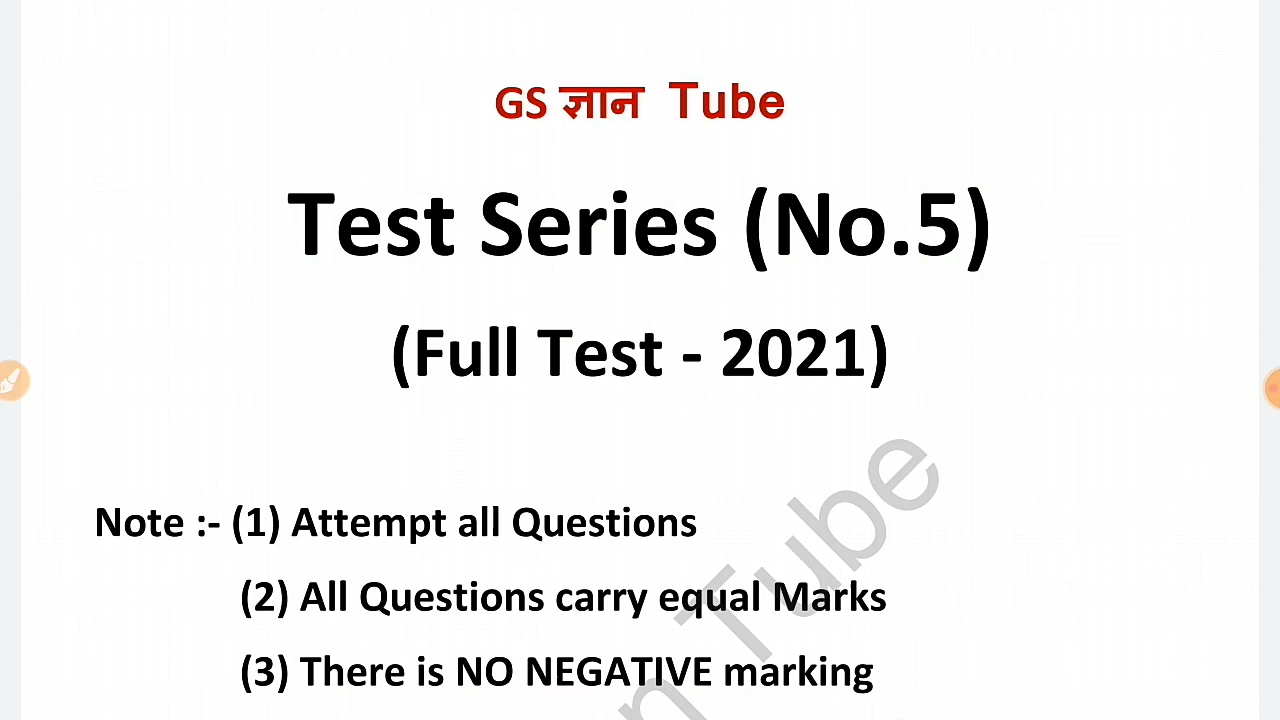 GS ज्ञान Tube
Test Series (No.5)
(Full Test - 2021)
Note :- (1) Attempt all Questions
(2) All Questions carry equal Marks
(3) There is NO NEGATIVE marking
Tube